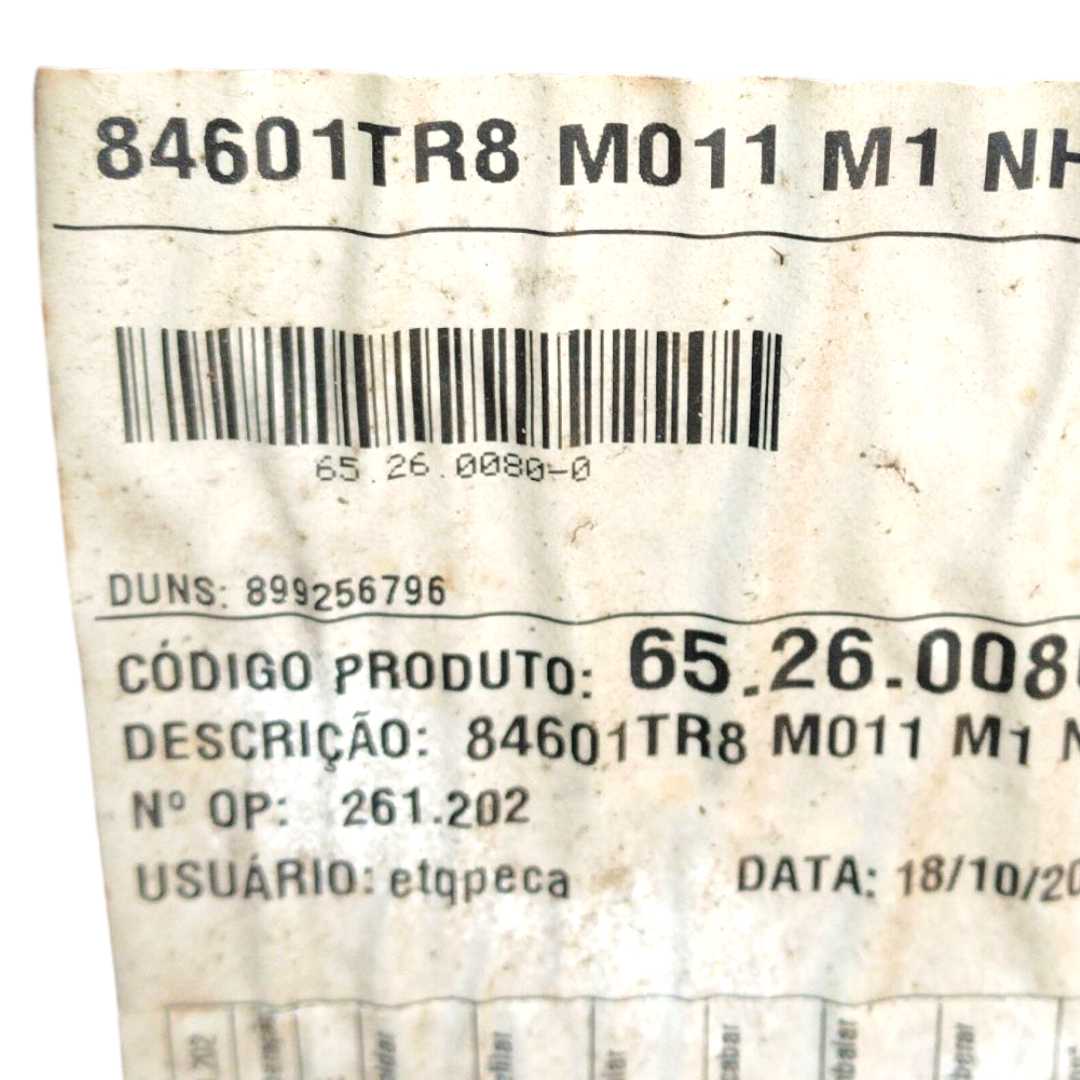 84601TR8 M011 M1 NH
65.26.0080-0
DUNS: 899256796
CÓDIGO PRODUTO: 65.26.008
DESCRIÇÃO: 84601TR8 M011 M1 N
Nº OP: 261.202
USUÁRIO: etqpeca DATA: 18/10/20